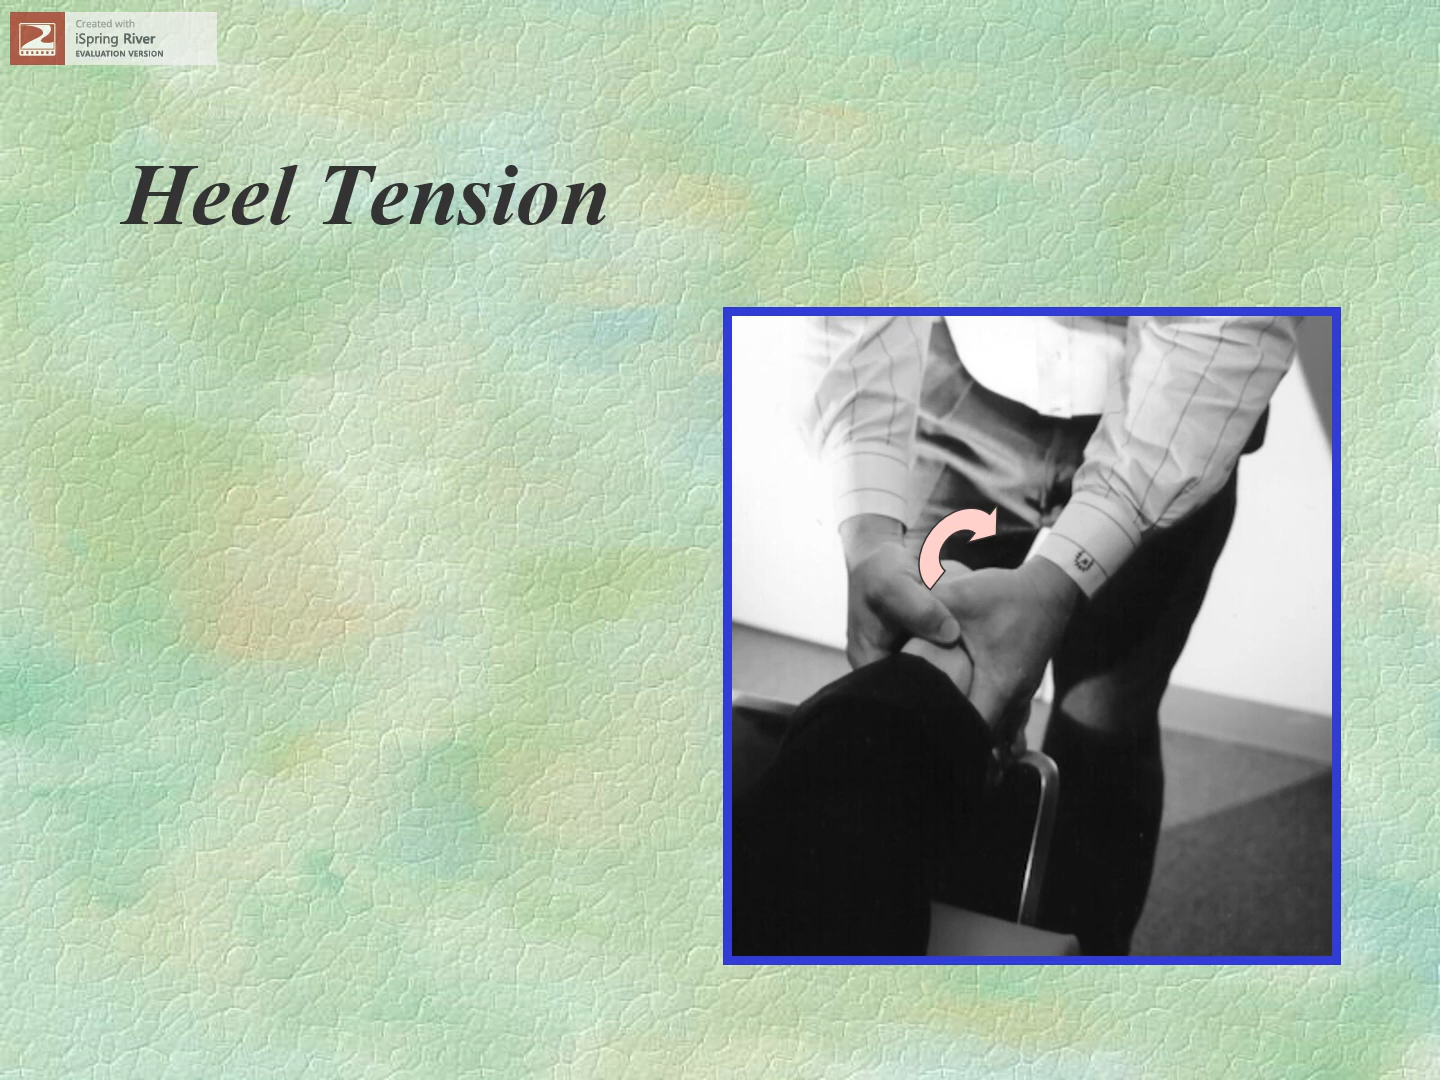 Created with
iSpring River
EVALUATION VERSION
Heel Tension